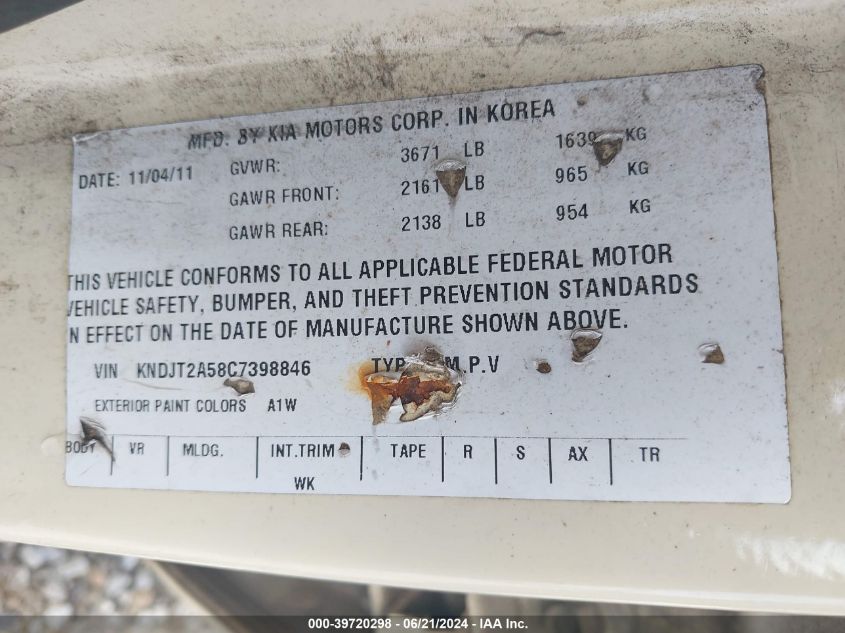 MFD. BY KIA MOTORS CORP. IN KOREA
DATE: 11/04/11 GVWR: 3671 LB 1639 KG
GAWR FRONT: 2161 LB 965 KG
GAWR REAR: 2138 LB 954 KG
THIS VEHICLE CONFORMS TO ALL APPLICABLE FEDERAL MOTOR
VEHICLE SAFETY, BUMPER, AND THEFT PREVENTION STANDARDS
IN EFFECT ON THE DATE OF MANUFACTURE SHOWN ABOVE.
VIN KNDJT2A58C7398846 TYP M.P.V
EXTERIOR PAINT COLORS A1W
BODY VR MLDG. INT.TRIM TAPE R S AX TR
WK
000-39720298 - 06/21/2024 - IAA Inc.